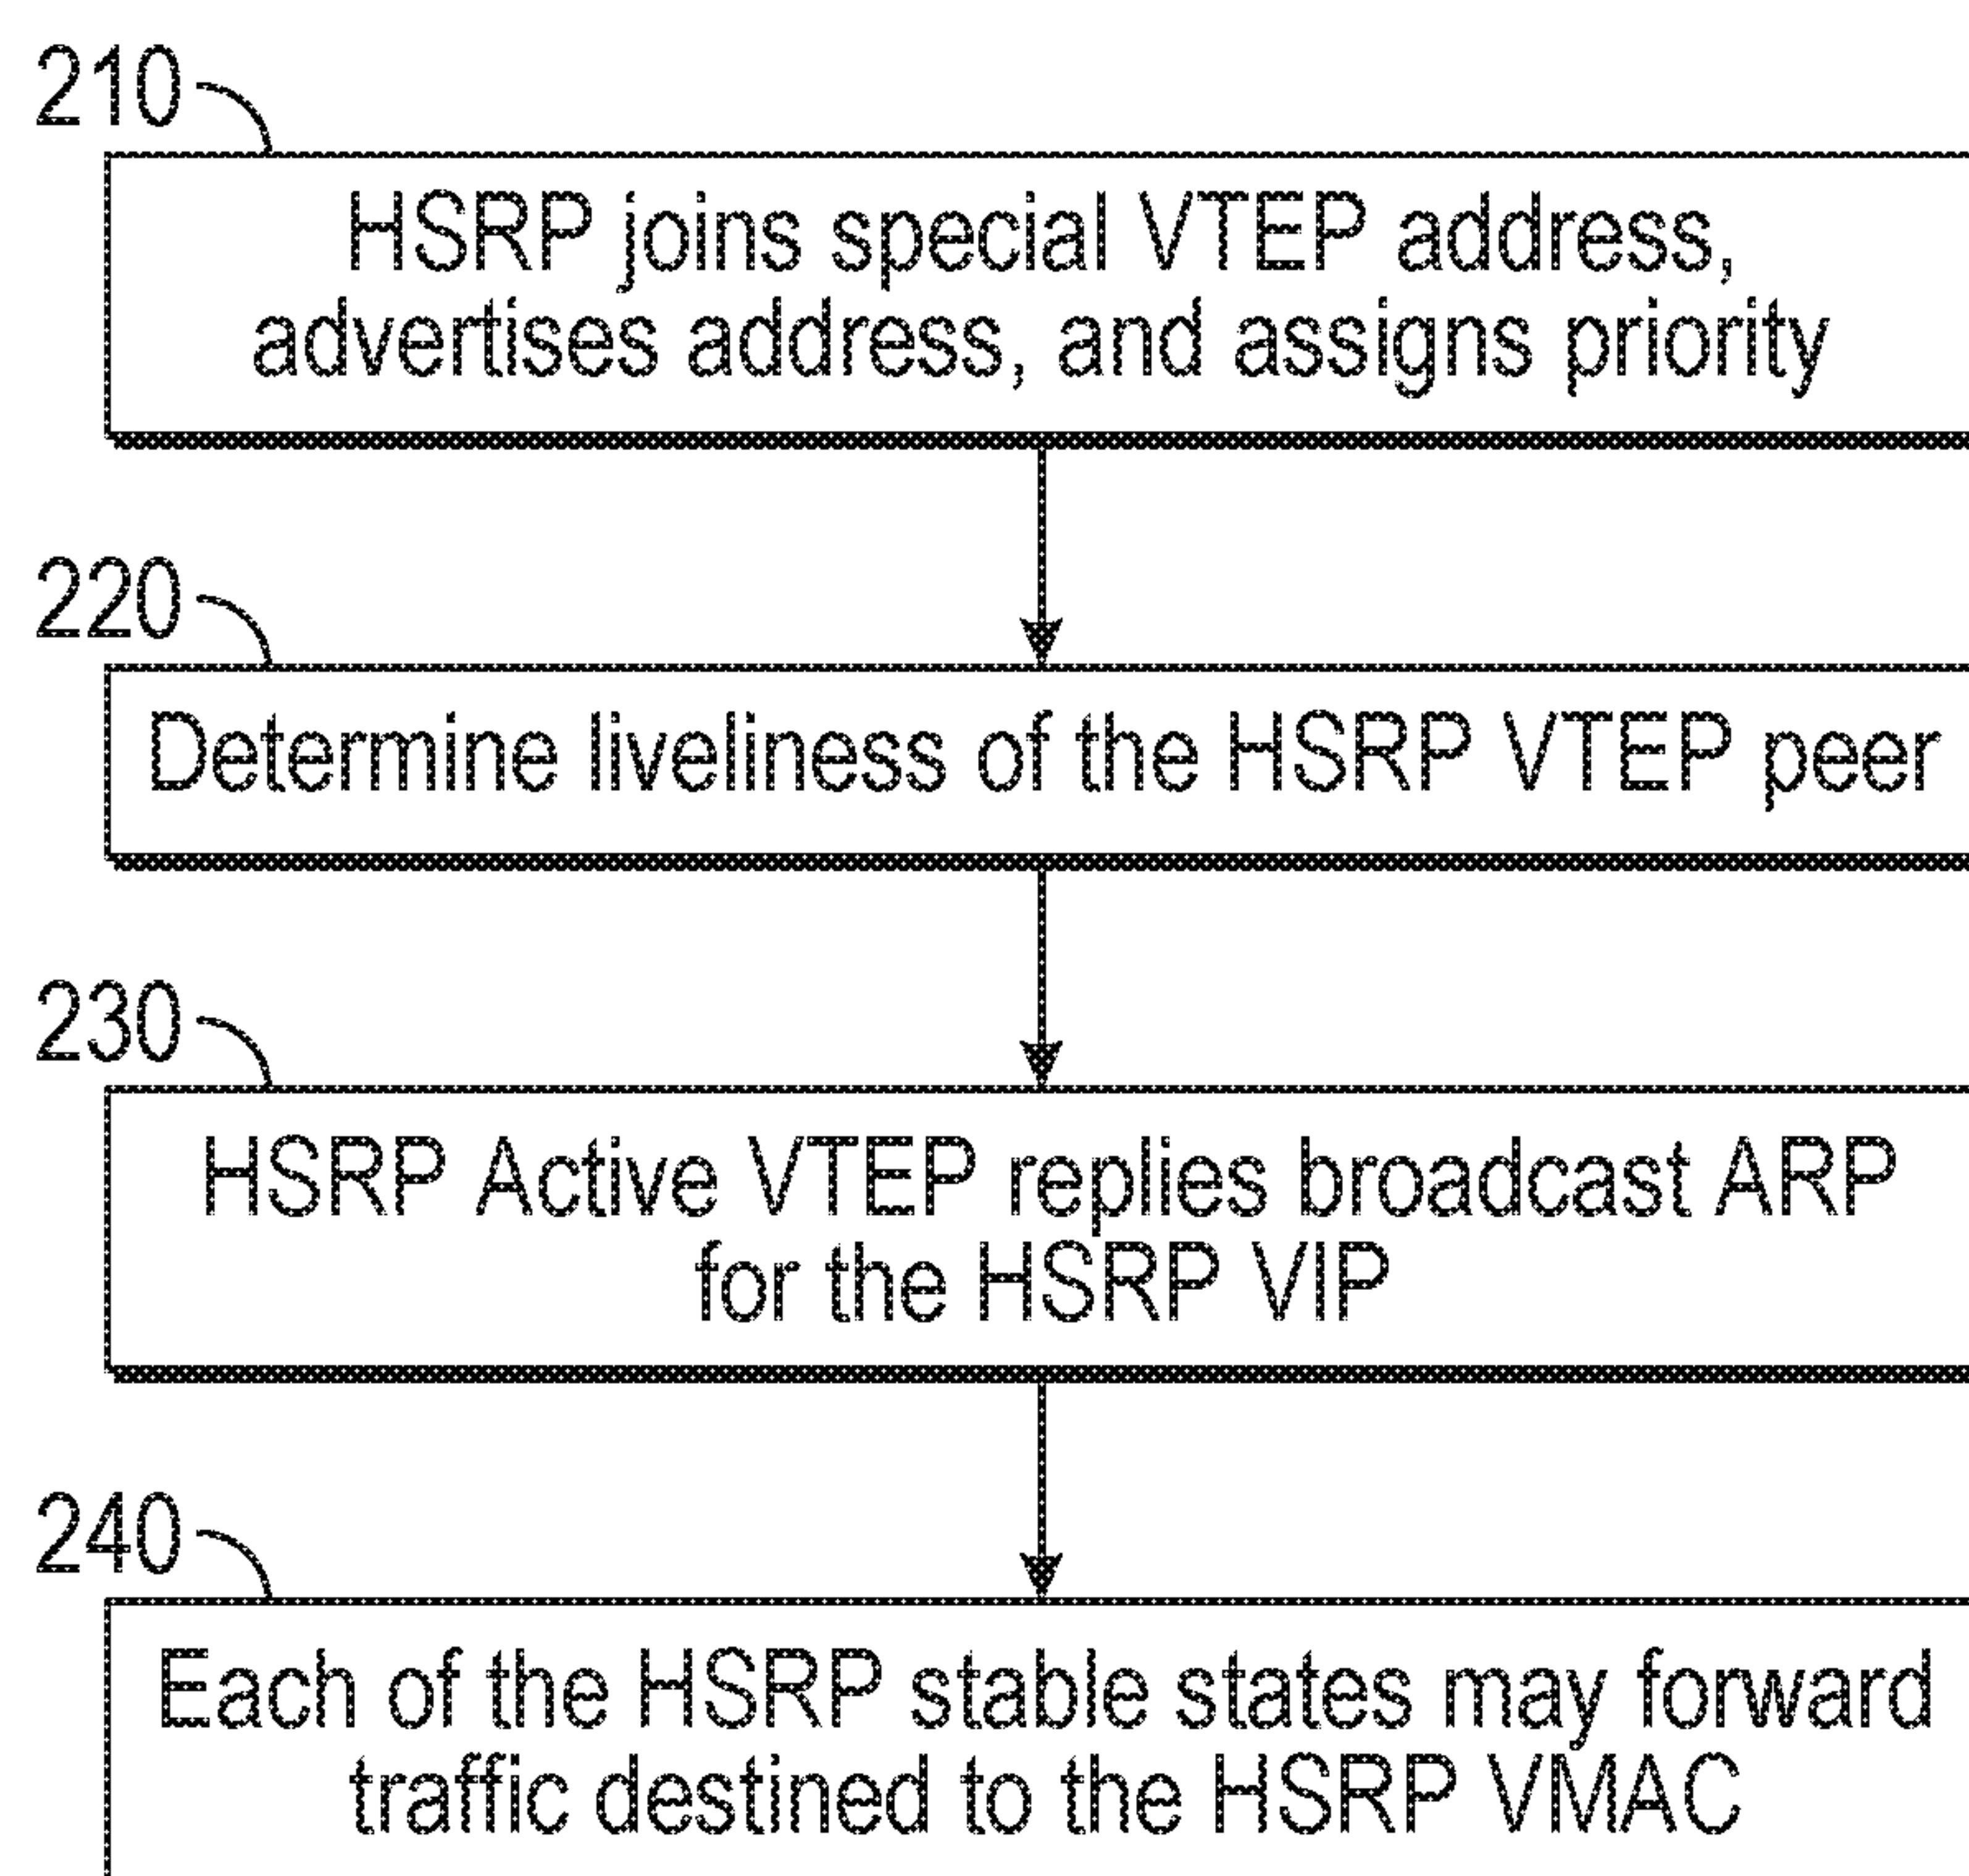 210
HSRP joins special VTEP address,
advertises address, and assigns priority
220
Determine liveliness of the HSRP VTEP peer
230
HSRP Active VTEP replies broadcast ARP
for the HSRP VIP
240
Each of the HSRP stable states may forward
traffic destined to the HSRP VMAC